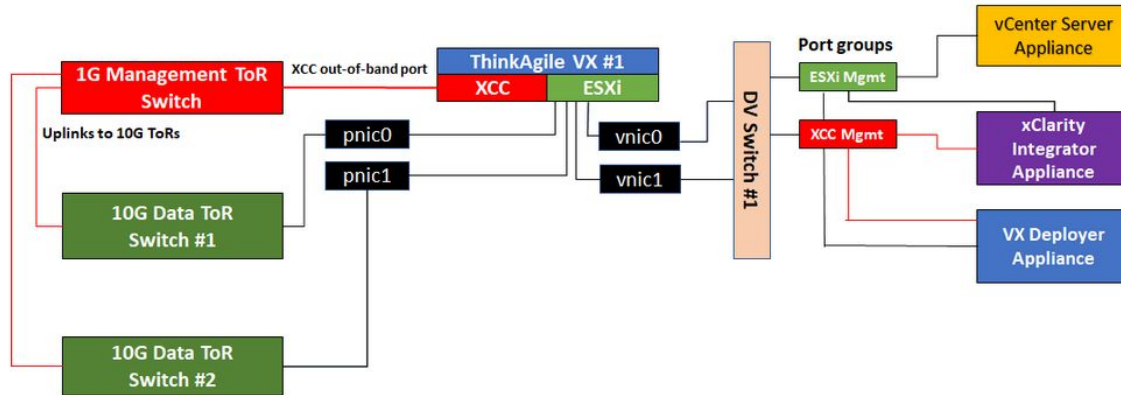 vCenter Server
Appliance
Port groups
ThinkAgile VX #1
XCC
ESXi
XCC out-of-band port
1G Management ToR
Switch
ESXi Mgmt
Uplinks to 10G ToRs
pnic0
vnic0
XCC Mgmt
xClarity
Integrator
Appliance
pnic1
vnic1
DV Switch #1
10G Data ToR
Switch #1
VX Deployer
Appliance
10G Data ToR
Switch #2